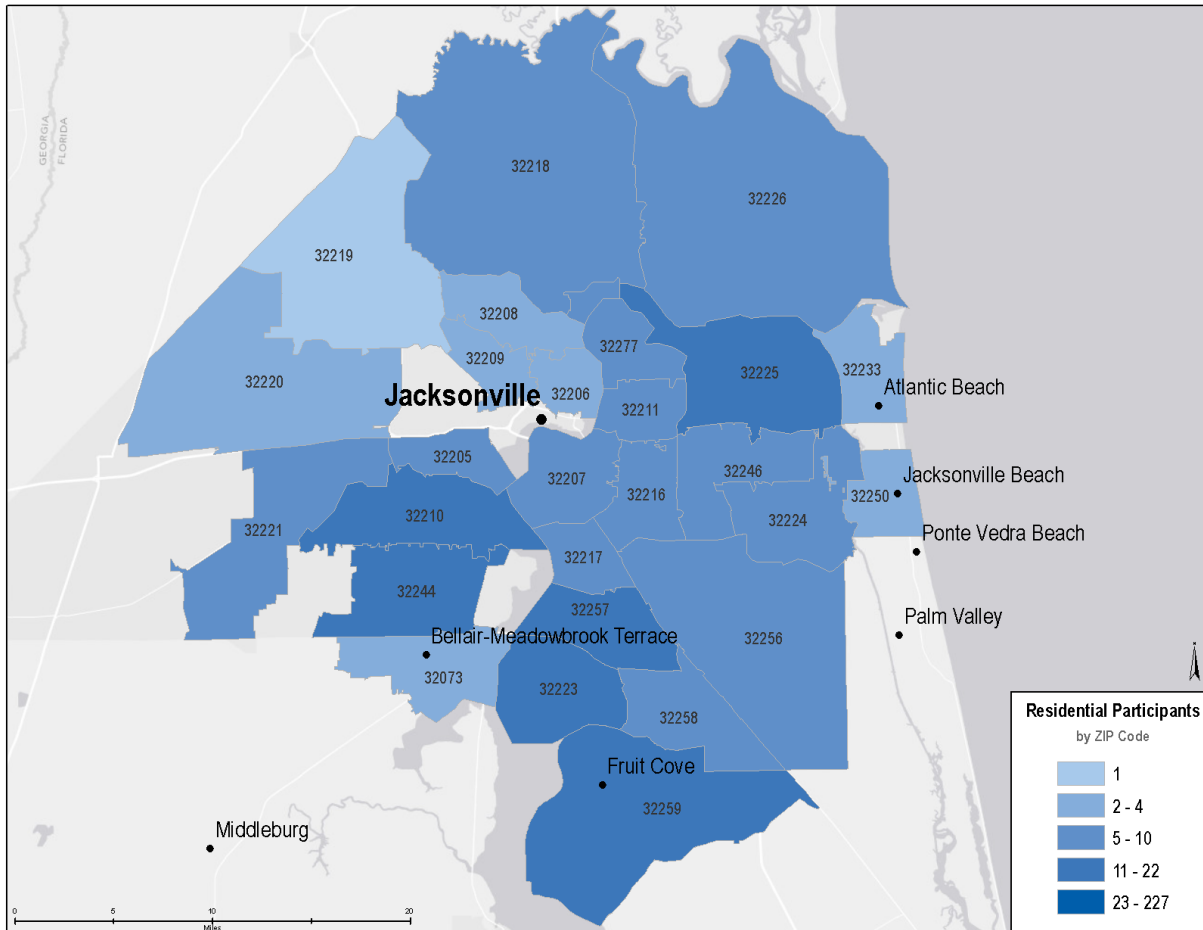 GEORGIA
FLORIDA
32218
32226
32219
32208
32277
32209
32225
32233
32220
32206
Atlantic Beach
Jacksonville
32211
32205
32207
32246
Jacksonville Beach
32250
32216
32210
32224
32221
Ponte Vedra Beach
32217
32244
32257
Bellair-Meadowbrook Terrace
32256
Palm Valley
32073
32223
32258
Fruit Cove
32259
Middleburg
Residential Participants
by ZIP Code
1
2 - 4
5 - 10
11 - 22
23 - 227
0 5 10 20
Miles